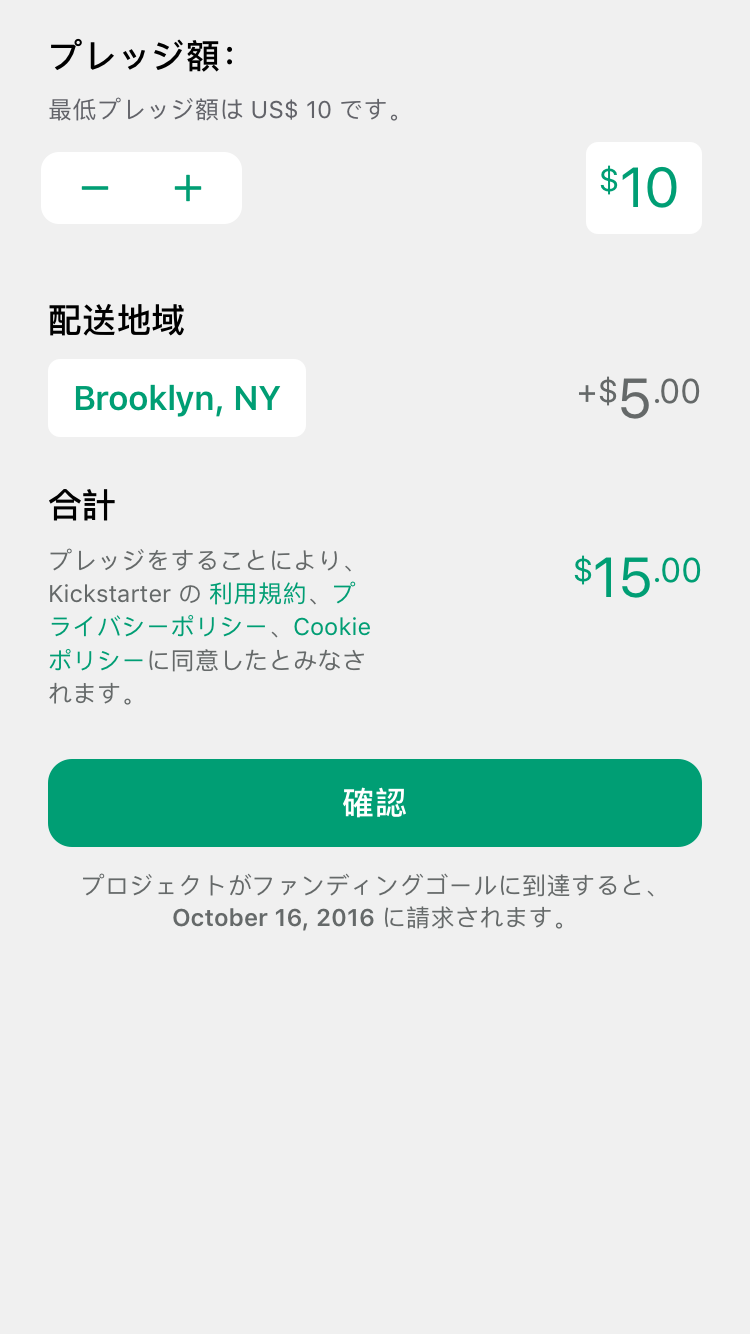 プレッジ額：
最低プレッジ額は US$ 10 です。
− +
$10
配送地域
Brooklyn, NY
+$5.00
合計
プレッジをすることにより、
Kickstarter の 利用規約、プ
ライバシーポリシー、Cookie
ポリシーに同意したとみなさ
れます。
$15.00
確認
プロジェクトがファンディングゴールに到達すると、
October 16, 2016 に請求されます。